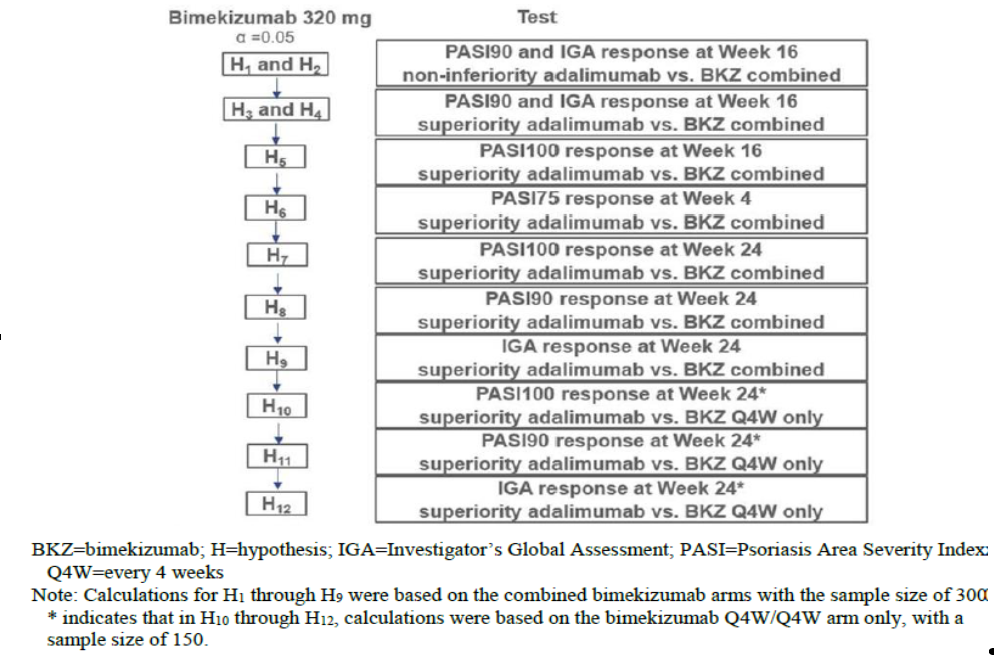 Bimekizumab 320 mg Test
α =0.05
H1 and H2 PASI90 and IGA response at Week 16
non-inferiority adalimumab vs. BKZ combined
H3 and H4 PASI90 and IGA response at Week 16
superiority adalimumab vs. BKZ combined
H5 PASI100 response at Week 16
superiority adalimumab vs. BKZ combined
H6 PASI75 response at Week 4
superiority adalimumab vs. BKZ combined
H7 PASI100 response at Week 24
superiority adalimumab vs. BKZ combined
H8 PASI90 response at Week 24
superiority adalimumab vs. BKZ combined
H9 IGA response at Week 24
superiority adalimumab vs. BKZ combined
H10 PASI100 response at Week 24*
superiority adalimumab vs. BKZ Q4W only
H11 PASI90 response at Week 24*
superiority adalimumab vs. BKZ Q4W only
H12 IGA response at Week 24*
superiority adalimumab vs. BKZ Q4W only
BKZ=bimekizumab; H=hypothesis; IGA=Investigator's Global Assessment; PASI=Psoriasis Area Severity Index;
Q4W=every 4 weeks
Note: Calculations for H1 through H9 were based on the combined bimekizumab arms with the sample size of 300
* indicates that in H10 through H12, calculations were based on the bimekizumab Q4W/Q4W arm only, with a
sample size of 150.